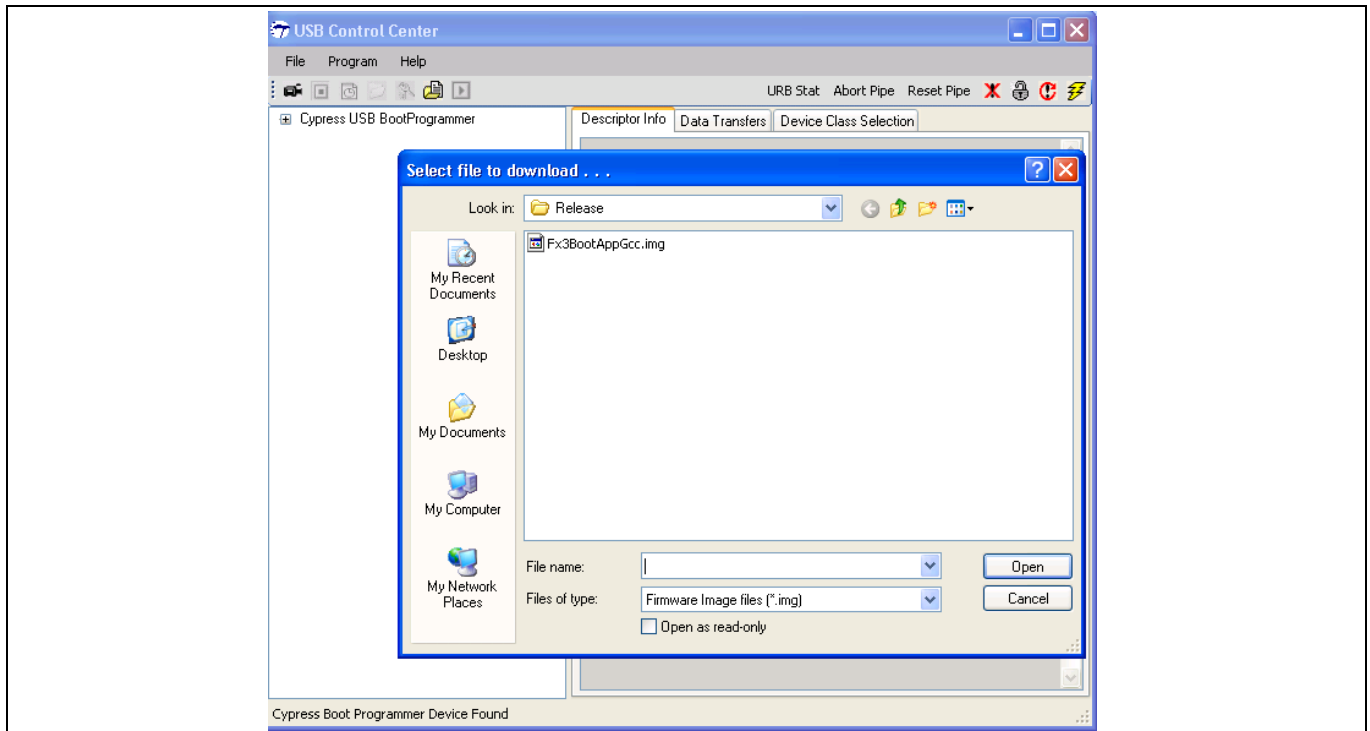 USB Control Center
File Program Help
URB Stat Abort Pipe Reset Pipe
Cypress USB BootProgrammer
Descriptor Info Data Transfers Device Class Selection
Select file to download . . .
Look in: Release
Fx3BootAppGcc.img
My Recent
Documents
Desktop
My Documents
My Computer
My Network
Places
File name:
Open
Files of type: Firmware Image files (*.img)
Cancel
Open as read-only
Cypress Boot Programmer Device Found